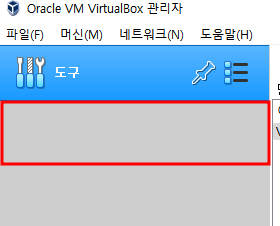 Oracle VM VirtualBox 관리자
파일(F) 머신(M) 네트워크(N) 도움말(H)
도구